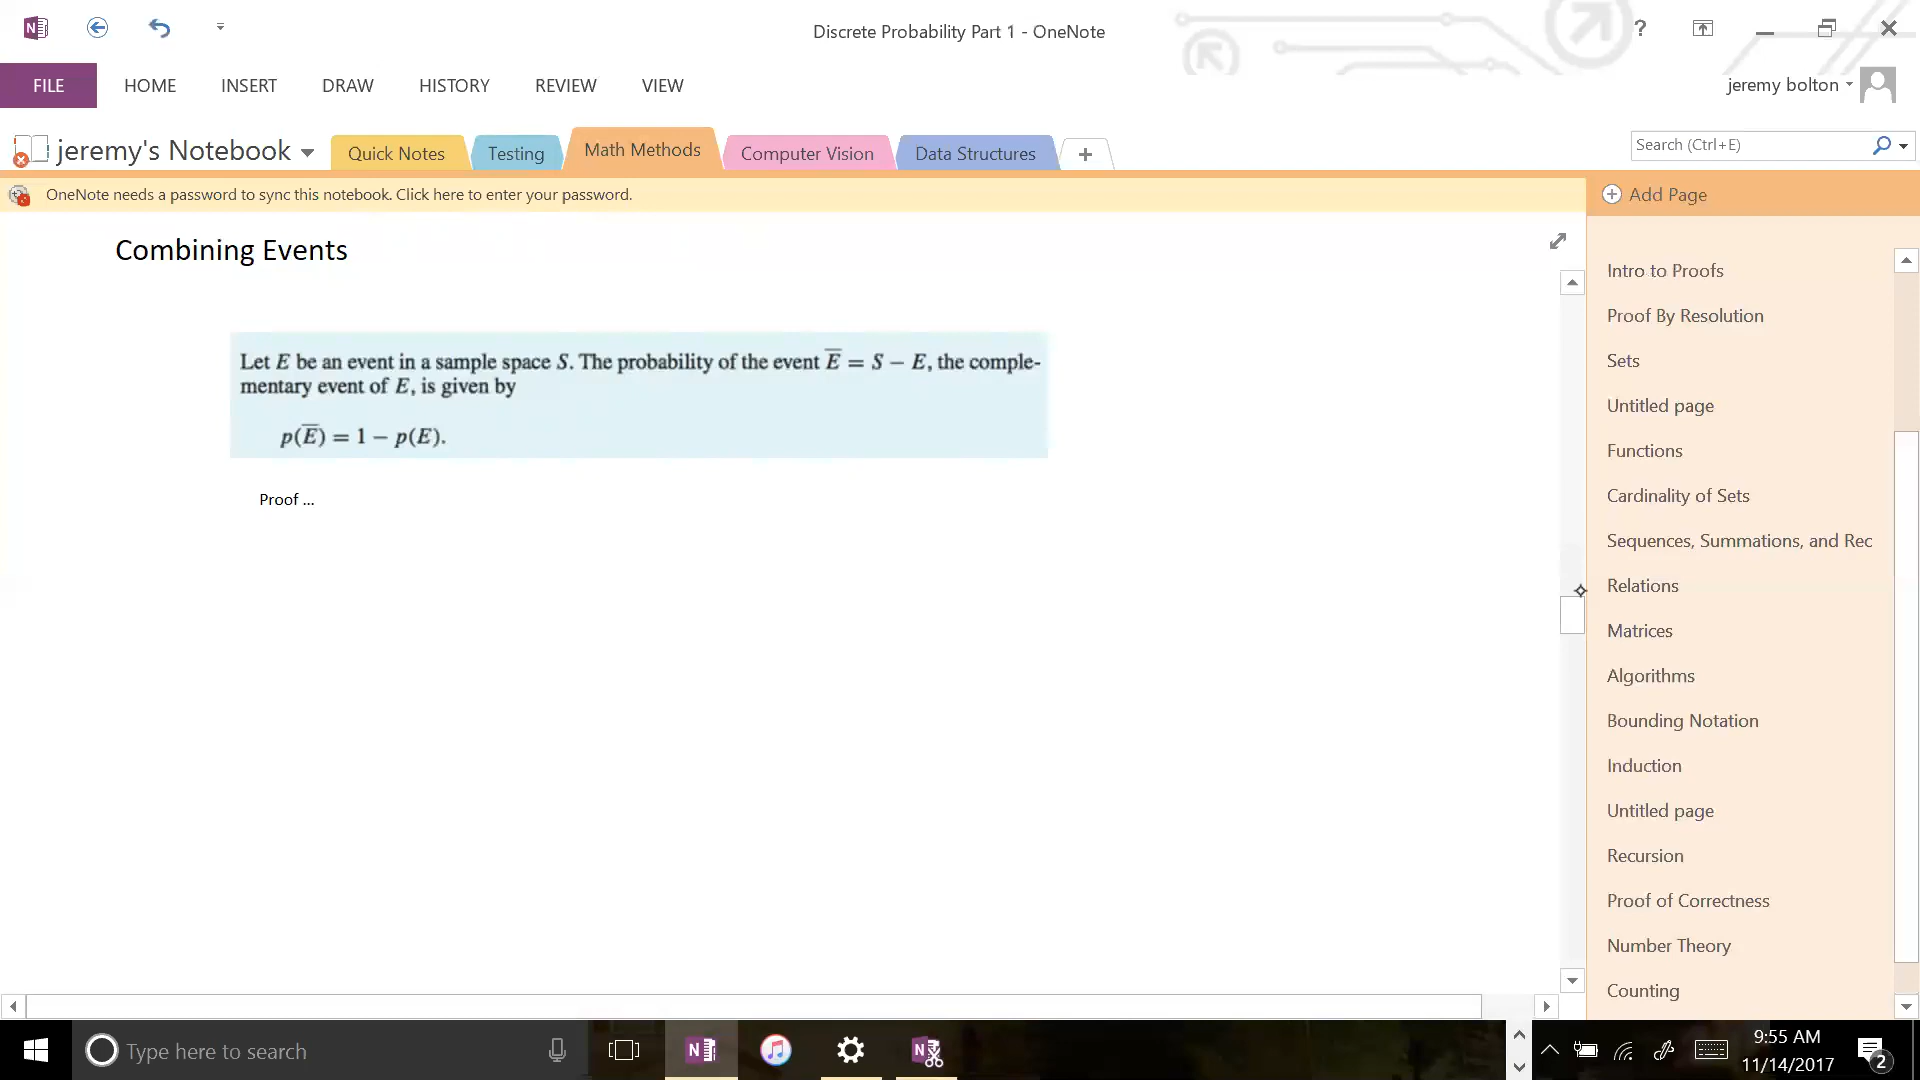 Discrete Probability Part 1 - OneNote
?
FILE
HOME
INSERT
DRAW
HISTORY
REVIEW
VIEW
jeremy bolton
jeremy's Notebook
Quick Notes
Testing
Math Methods
Computer Vision
Data Structures
+
Search (Ctrl+E)
OneNote needs a password to sync this notebook. Click here to enter your password.
Add Page
Combining Events
Let E be an event in a sample space S. The probability of the event E̅ = S − E, the comple-
mentary event of E, is given by
p(E̅) = 1 − p(E).
Proof ...
Intro to Proofs
Proof By Resolution
Sets
Untitled page
Functions
Cardinality of Sets
Sequences, Summations, and Rec
Relations
Matrices
Algorithms
Bounding Notation
Induction
Untitled page
Recursion
Proof of Correctness
Number Theory
Counting
Type here to search
9:55 AM
11/14/2017
2